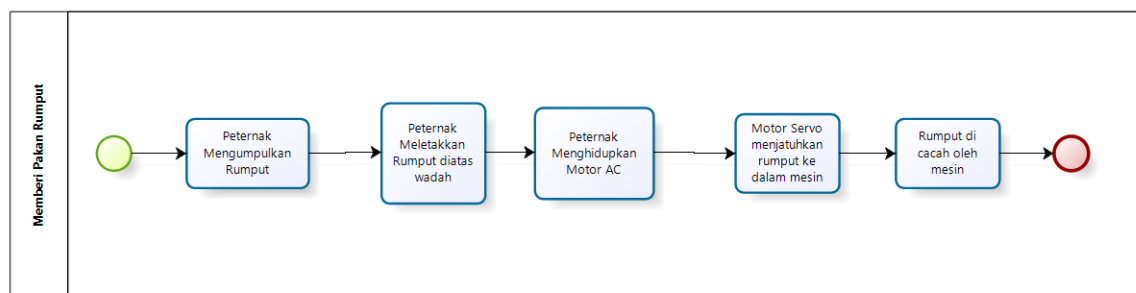 Memberi Pakan Rumput
Peternak
Mengumpulkan
Rumput
Peternak
Meletakkan
Rumput diatas
wadah
Peternak
Menghidupkan
Motor AC
Motor Servo
menjatuhkan
rumput ke
dalam mesin
Rumput di
cacah oleh
mesin